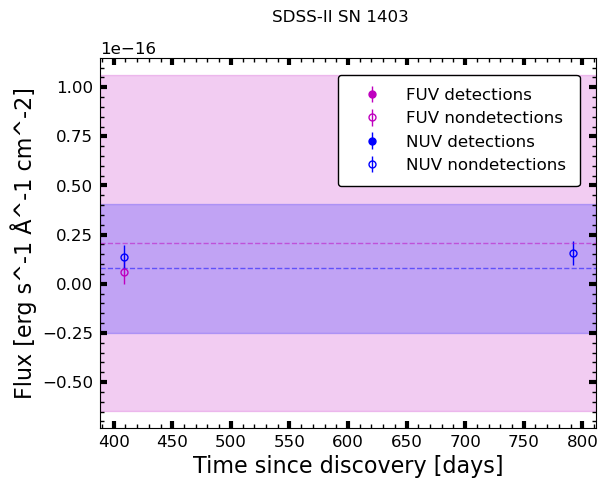 SDSS-II SN 1403
1e−16
1.00
0.75
0.50
0.25
0.00
−0.25
−0.50
Flux [erg s^-1 Å^-1 cm^-2]
FUV detections
FUV nondetections
NUV detections
NUV nondetections
400 450 500 550 600 650 700 750 800
Time since discovery [days]